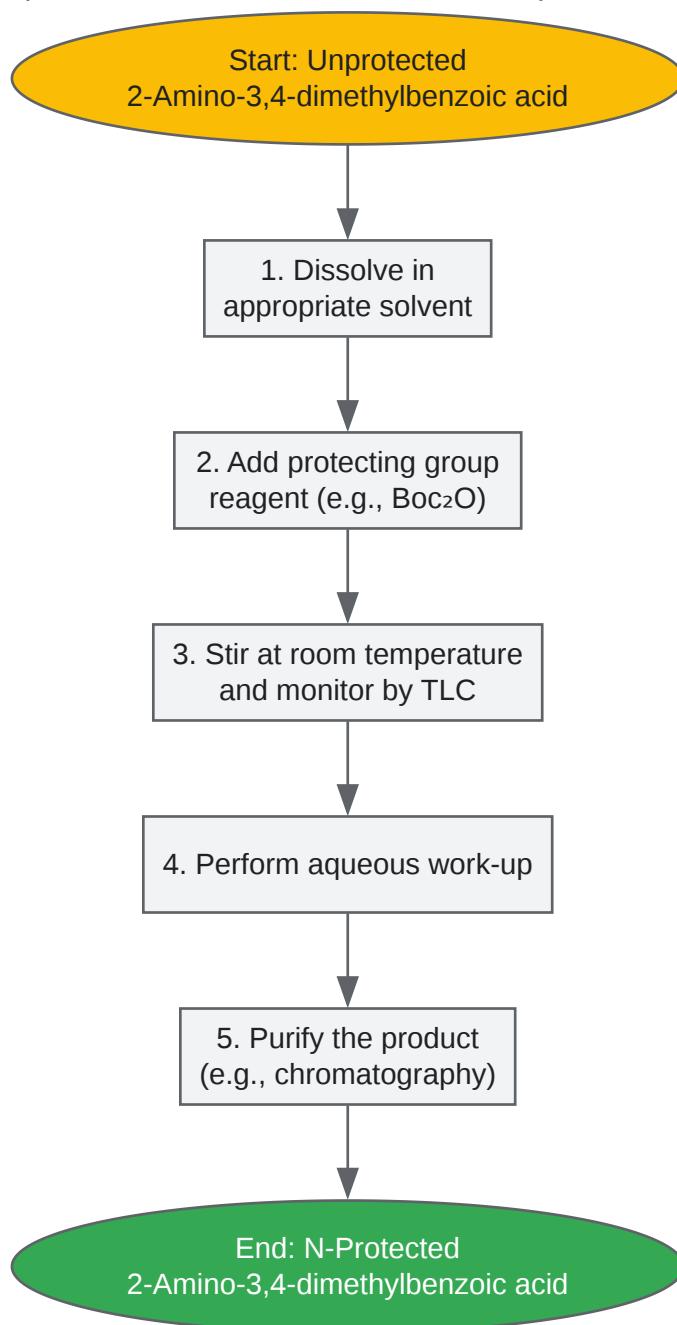 Start: Unprotected
2-Amino-3,4-dimethylbenzoic acid
1. Dissolve in
appropriate solvent
2. Add protecting group
reagent (e.g., Boc₂O)
3. Stir at room temperature
and monitor by TLC
4. Perform aqueous work-up
5. Purify the product
(e.g., chromatography)
End: N-Protected
2-Amino-3,4-dimethylbenzoic acid